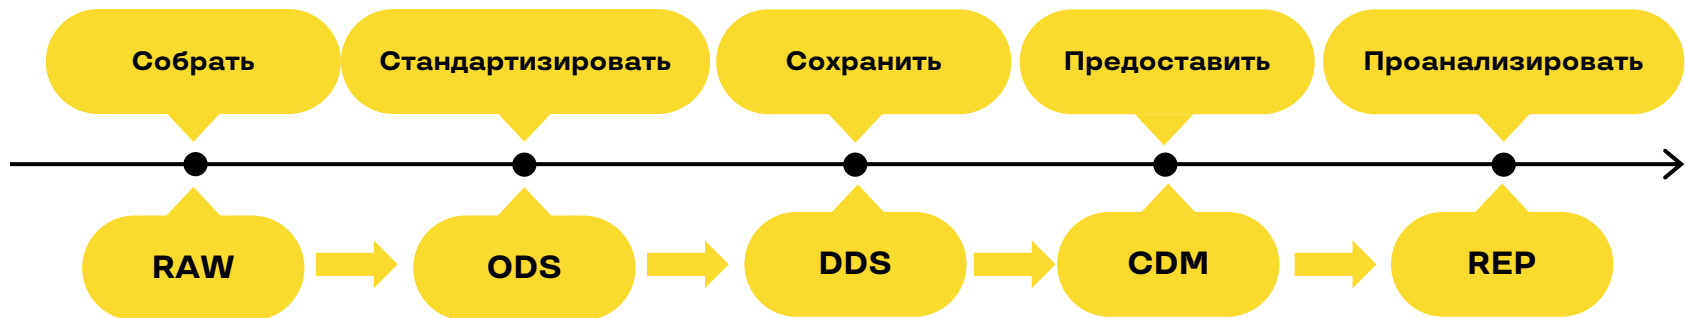 Собрать
Стандартизировать
Сохранить
Предоставить
Проанализировать
RAW
ODS
DDS
CDM
REP